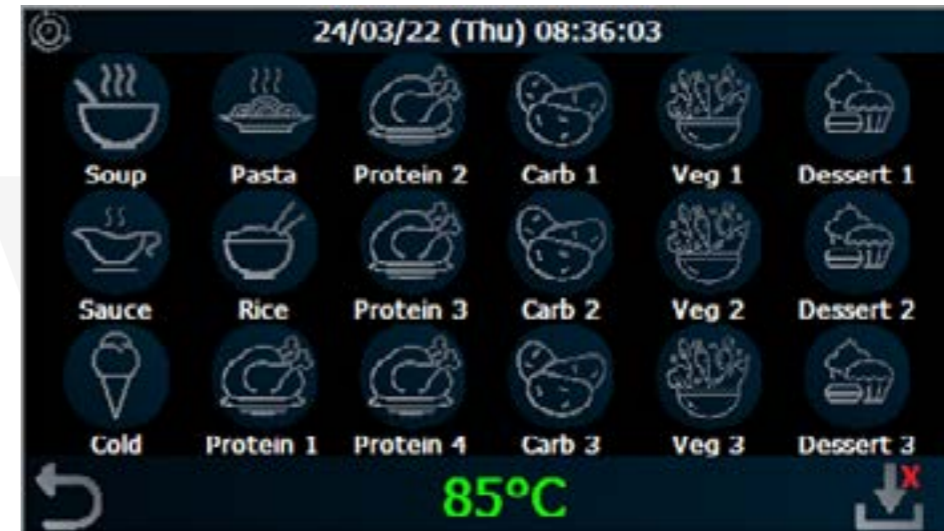 24/03/22 (Thu) 08:36:03
Soup Pasta Protein 2 Carb 1 Veg 1 Dessert 1
Sauce Rice Protein 3 Carb 2 Veg 2 Dessert 2
Cold Protein 1 Protein 4 Carb 3 Veg 3 Dessert 3
85°C